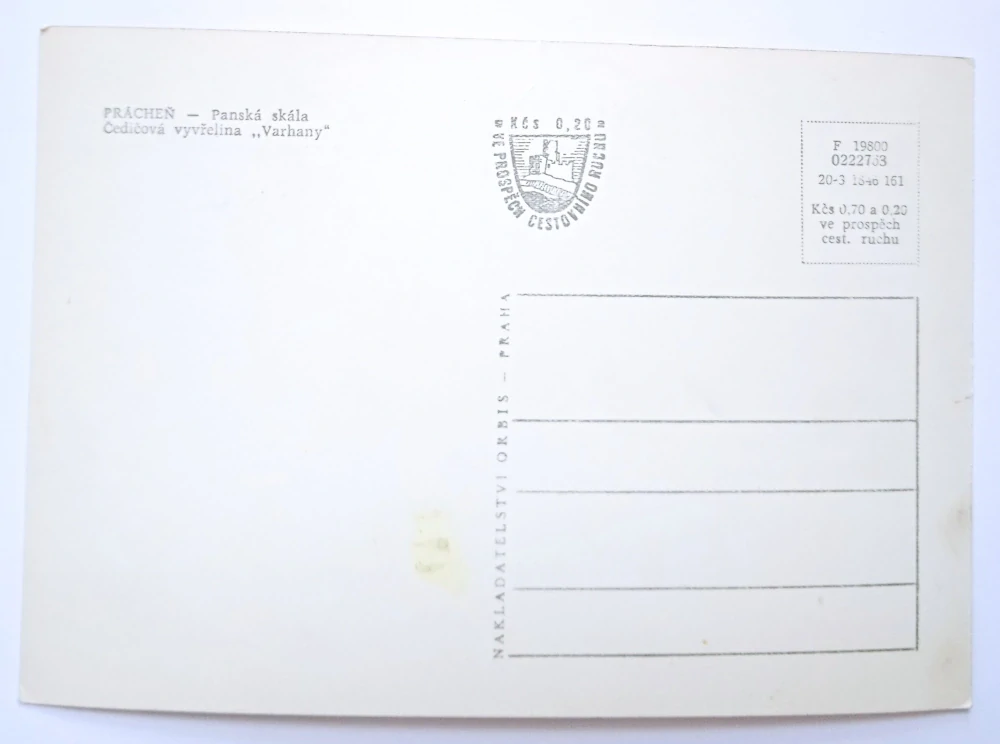 PRÁCHEŇ — Panská skála
Čedičová vyvřelina ,,Varhany"
Kčs 0,20
VE PROSPĚCH CESTOVNÍHO RUCHU
F 19800
20-3 161
Kčs 0,70 a 0,20
ve prospěch
cest. ruchu
NAKLADATELSTVÍ ORBIS – PRAHA